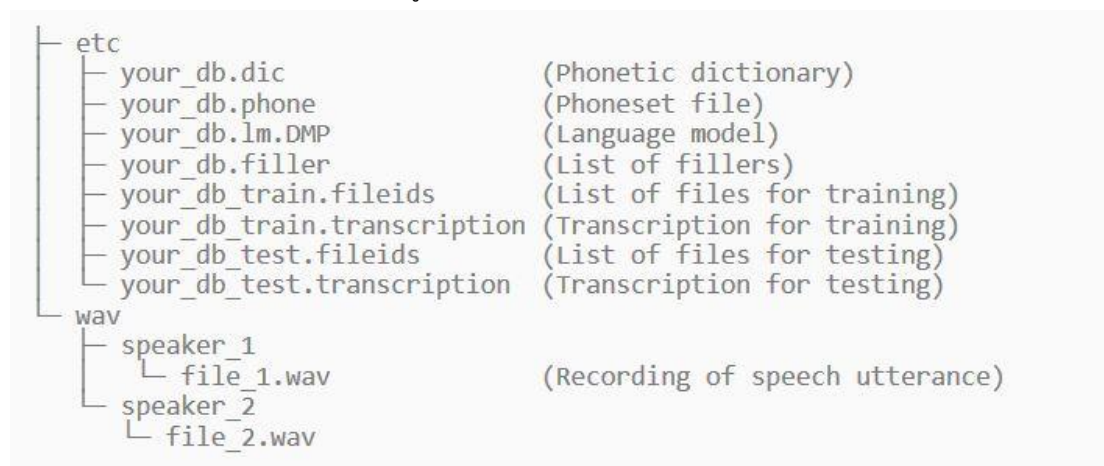 ├─ etc
│  ├─ your_db.dic                 (Phonetic dictionary)
│  ├─ your_db.phone               (Phoneset file)
│  ├─ your_db.lm.DMP              (Language model)
│  ├─ your_db.filler              (List of fillers)
│  ├─ your_db_train.fileids       (List of files for training)
│  ├─ your_db_train.transcription (Transcription for training)
│  ├─ your_db_test.fileids        (List of files for testing)
│  └─ your_db_test.transcription  (Transcription for testing)
└─ wav
   ├─ speaker_1
   │  └─ file_1.wav               (Recording of speech utterance)
   └─ speaker_2
      └─ file_2.wav